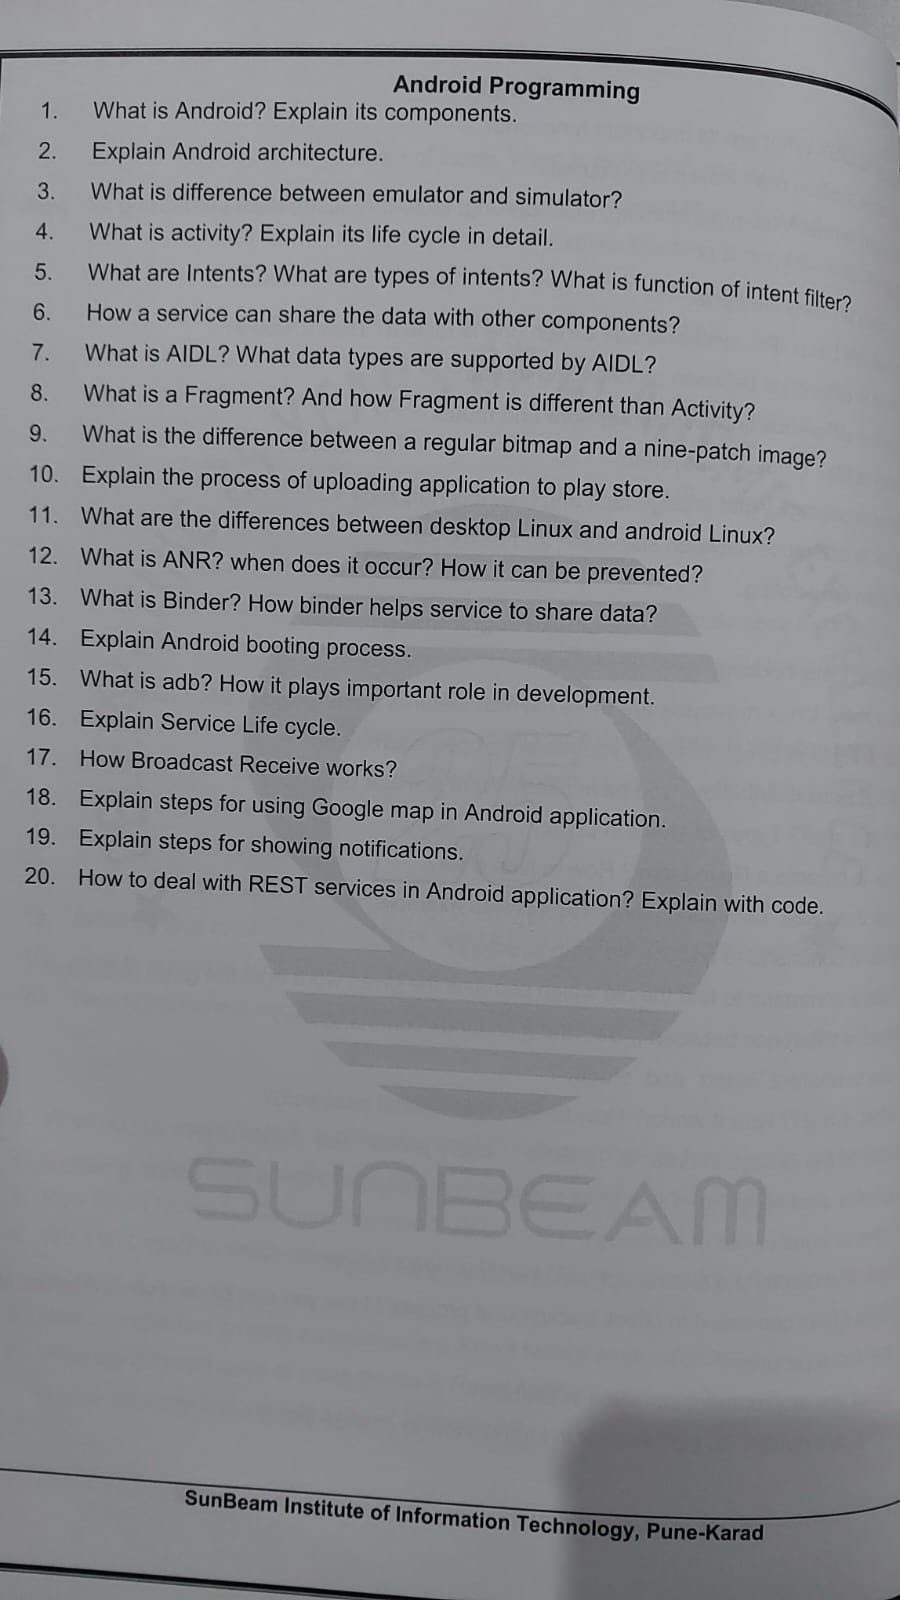 Android Programming
1. What is Android? Explain its components.
2. Explain Android architecture.
3. What is difference between emulator and simulator?
4. What is activity? Explain its life cycle in detail.
5. What are Intents? What are types of intents? What is function of intent filter?
6. How a service can share the data with other components?
7. What is AIDL? What data types are supported by AIDL?
8. What is a Fragment? And how Fragment is different than Activity?
9. What is the difference between a regular bitmap and a nine-patch image?
10. Explain the process of uploading application to play store.
11. What are the differences between desktop Linux and android Linux?
12. What is ANR? when does it occur? How it can be prevented?
13. What is Binder? How binder helps service to share data?
14. Explain Android booting process.
15. What is adb? How it plays important role in development.
16. Explain Service Life cycle.
17. How Broadcast Receive works?
18. Explain steps for using Google map in Android application.
19. Explain steps for showing notifications.
20. How to deal with REST services in Android application? Explain with code.
SUNBEAM
SunBeam Institute of Information Technology, Pune-Karad